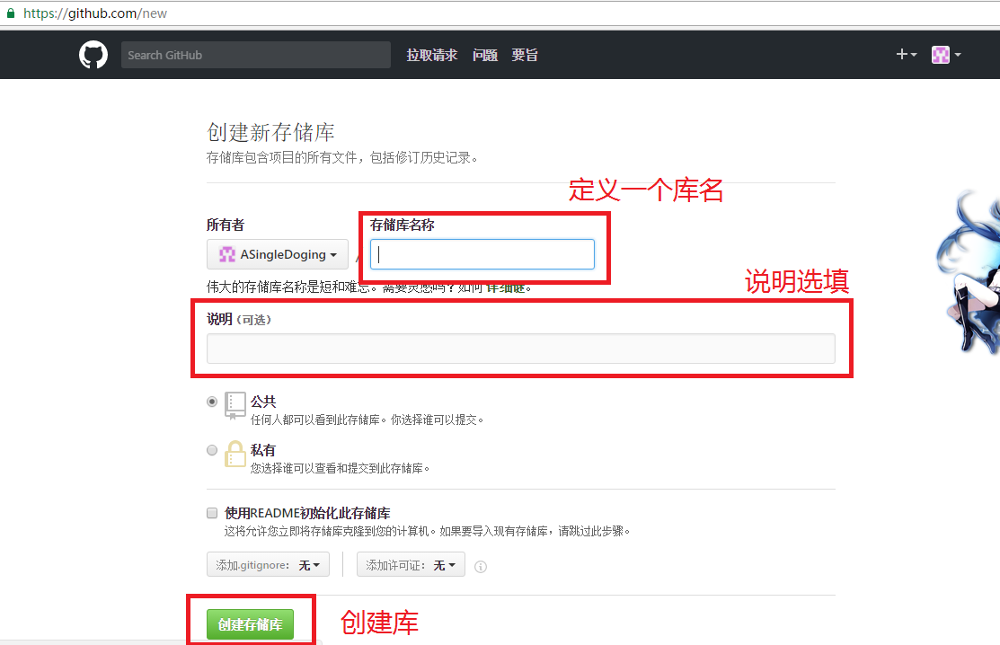 https://github.com/new
Search GitHub 拉取请求 问题 要旨
创建新存储库
存储库包含项目的所有文件，包括修订历史记录。
定义一个库名
所有者 存储库名称
ASingleDoging /
伟大的存储库名称是短和难忘。需要灵感吗？如何 详细谜。
说明选填
说明（可选）
公共
任何人都可以看到此存储库。你选择谁可以提交。
私有
您选择谁可以查看和提交到此存储库。
使用README初始化此存储库
这将允许您立即将存储库克隆到您的计算机。如果要导入现有存储库，请跳过此步骤。
添加.gitignore： 无 添加许可证： 无
创建存储库 创建库